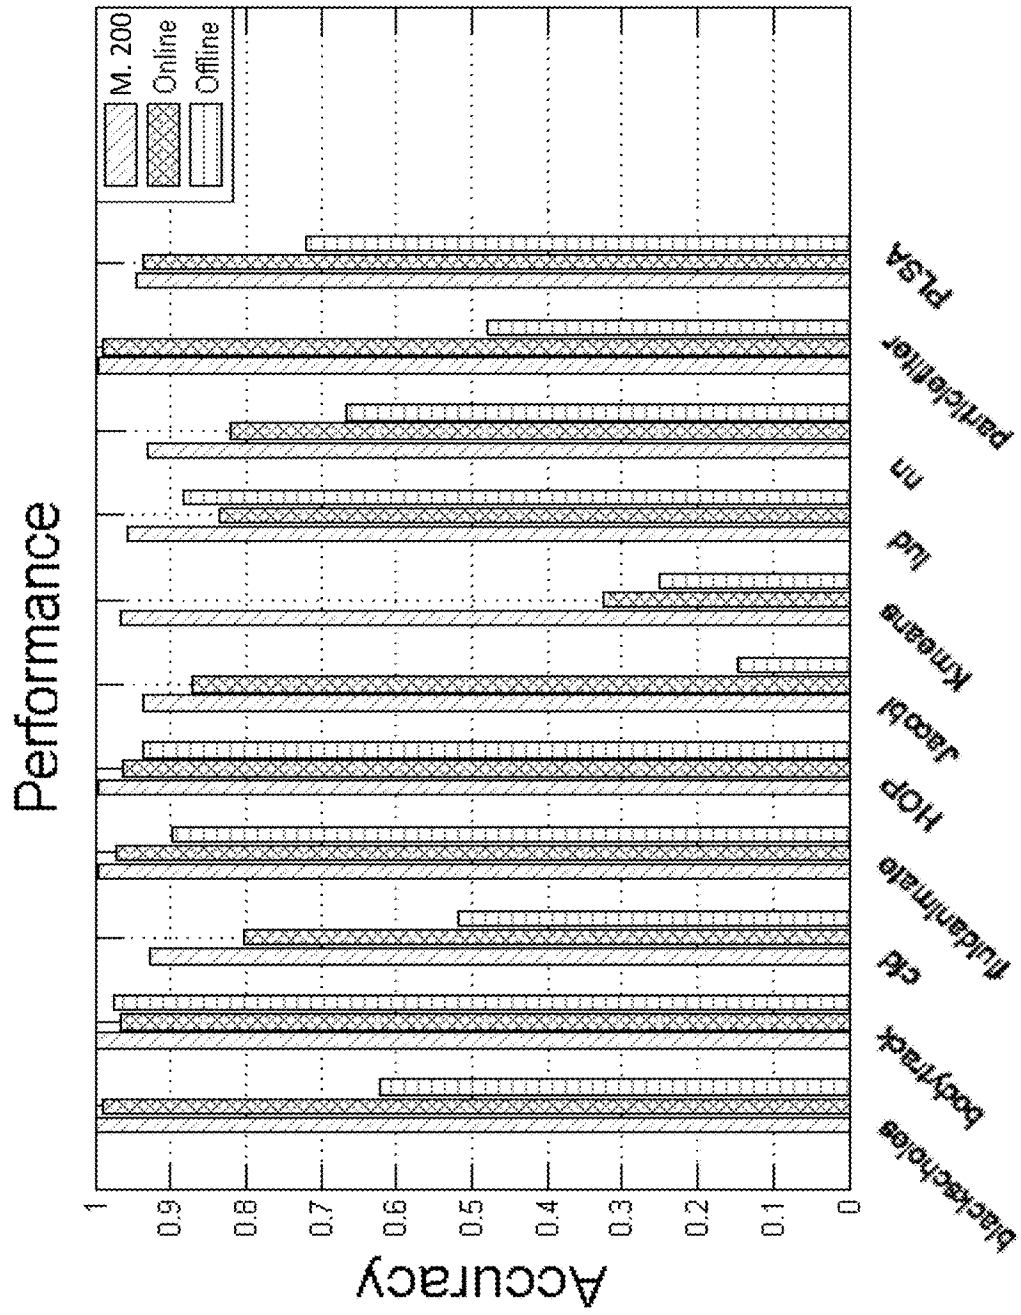 Performance
M. 200
Online
Offline
Accuracy
1
0.9
0.8
0.7
0.6
0.5
0.4
0.3
0.2
0.1
0
blackscholes
bodytrack
cfd
fluidanimate
HOP
Jacobi
Kmeans
lud
nn
particlefilter
PLSA